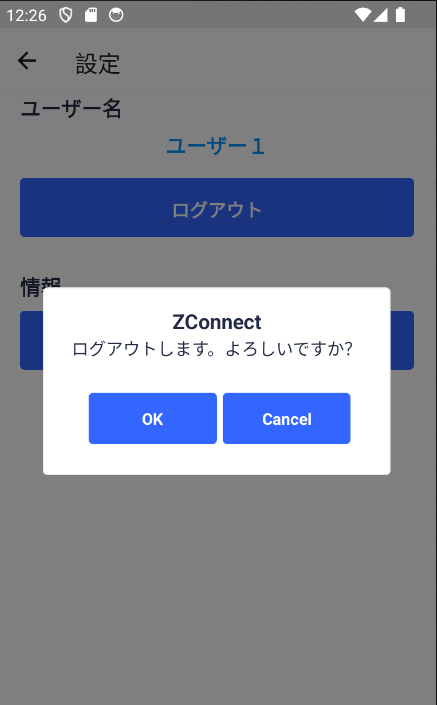 12:26
設定
ユーザー名
ユーザー１
ログアウト
情報
ZConnect
ログアウトします。よろしいですか?
OK
Cancel